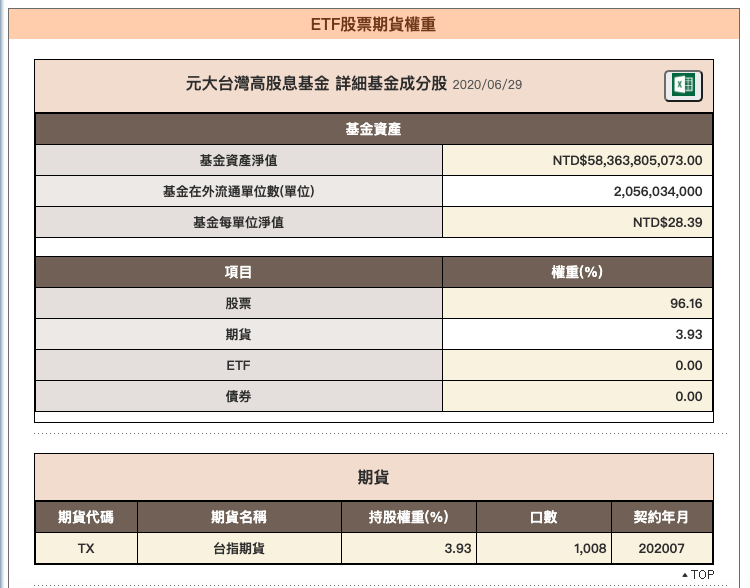 ETF股票期貨權重
元大台灣高股息基金 詳細基金成分股 2020/06/29
基金資產
基金資產淨值 NTD$58,363,805,073.00
基金在外流通單位數(單位) 2,056,034,000
基金每單位淨值 NTD$28.39
項目 權重(%)
股票 96.16
期貨 3.93
ETF 0.00
債券 0.00
期貨
期貨代碼 期貨名稱 持股權重(%) 口數 契約年月
TX 台指期貨 3.93 1,008 202007
▲TOP